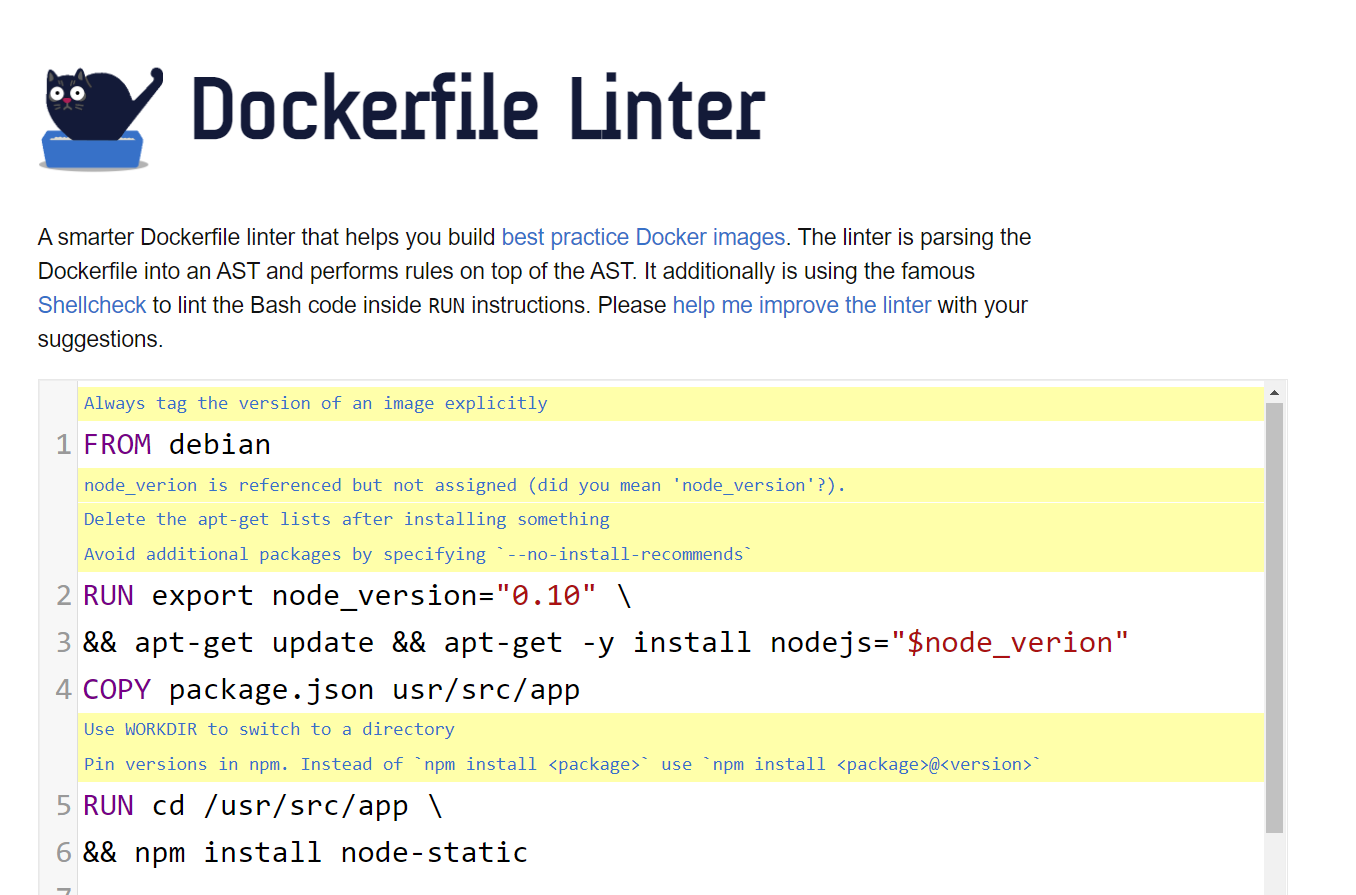 Dockerfile Linter
A smarter Dockerfile linter that helps you build best practice Docker images. The linter is parsing the
Dockerfile into an AST and performs rules on top of the AST. It additionally is using the famous
Shellcheck to lint the Bash code inside RUN instructions. Please help me improve the linter with your
suggestions.
Always tag the version of an image explicitly
1 FROM debian
node_verion is referenced but not assigned (did you mean 'node_version'?).
Delete the apt-get lists after installing something
Avoid additional packages by specifying `--no-install-recommends`
2 RUN export node_version="0.10" \
3 && apt-get update && apt-get -y install nodejs="$node_verion"
4 COPY package.json usr/src/app
Use WORKDIR to switch to a directory
Pin versions in npm. Instead of `npm install <package>` use `npm install <package>@<version>`
5 RUN cd /usr/src/app \
6 && npm install node-static
7